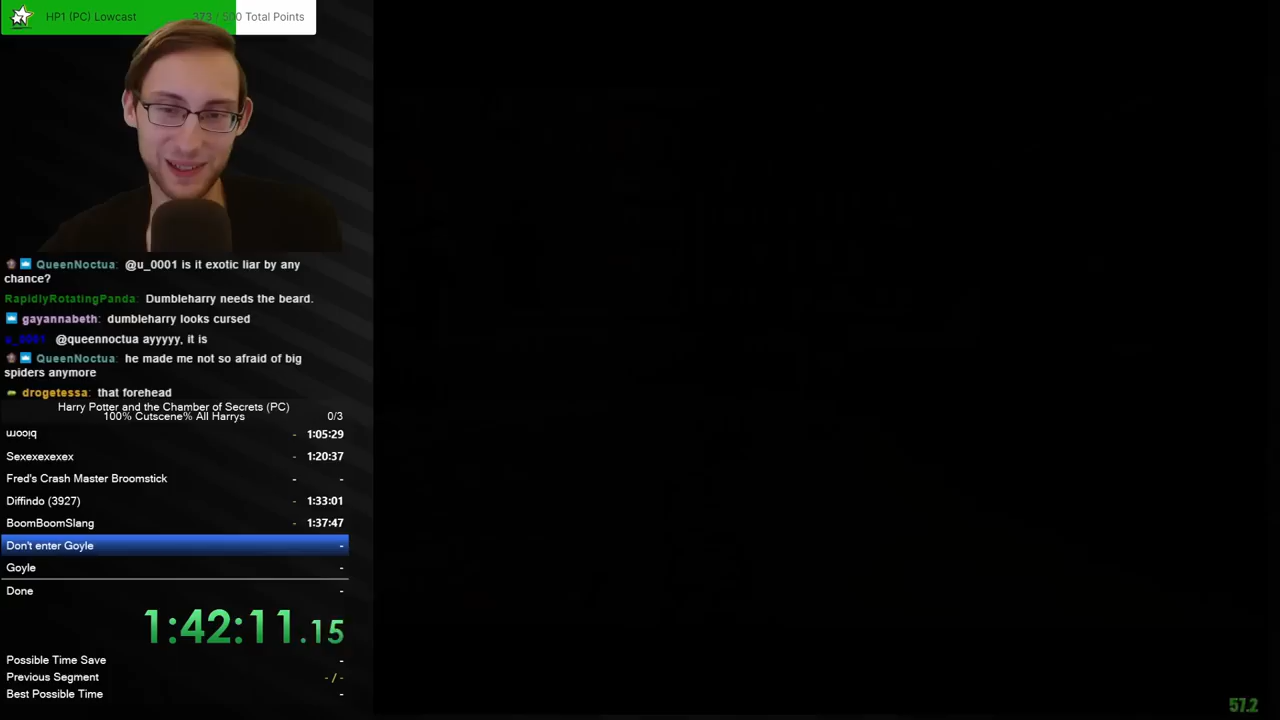 HP1 (PC) Lowcast 373 / 500 Total Points
QueenNoctua: @u_0001 is it exotic liar by any
chance?
RapidlyRotatingPanda: Dumbleharry needs the beard.
gayannabeth: dumbleharry looks cursed
u_0001 @queennoctua ayyyyy, it is
QueenNoctua: he made me not so afraid of big
spiders anymore
drogetessa: that forehead
Harry Potter and the Chamber of Secrets (PC)
100% Cutscene% All Harrys 0/3
- 1:05:29
Sexexexexex - 1:20:37
Fred's Crash Master Broomstick - -
Diffindo (3927) - 1:33:01
BoomBoomSlang - 1:37:47
Don't enter Goyle -
Goyle -
Done -
1:42:11.15
Possible Time Save -
Previous Segment - / -
Best Possible Time -
57.2